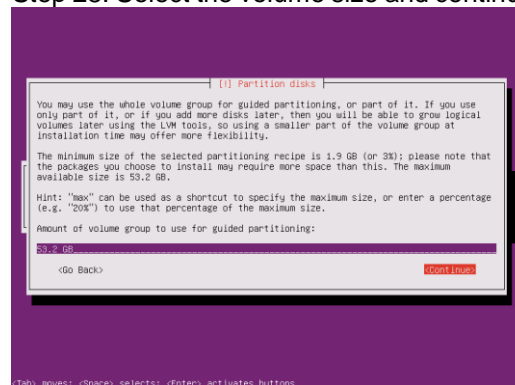 Step 28: Select the volume size and continu
[!] Partition disks
You may use the whole volume group for guided partitioning, or part of it. If you use
only part of it, or if you add more disks later, then you will be able to grow logical
volumes later using the LVM tools, so using a smaller part of the volume group at
installation time may offer more flexibility.
The minimum size of the selected partitioning recipe is 1.9 GB (or 3%); please note that
the packages you choose to install may require more space than this. The maximum
available size is 53.2 GB.
Hint: "max" can be used as a shortcut to specify the maximum size, or enter a percentage
(e.g. "20%") to use that percentage of the maximum size.
Amount of volume group to use for guided partitioning:
53.2 GB
<Go Back> <Continue>
<Tab> moves; <Space> selects; <Enter> activates buttons